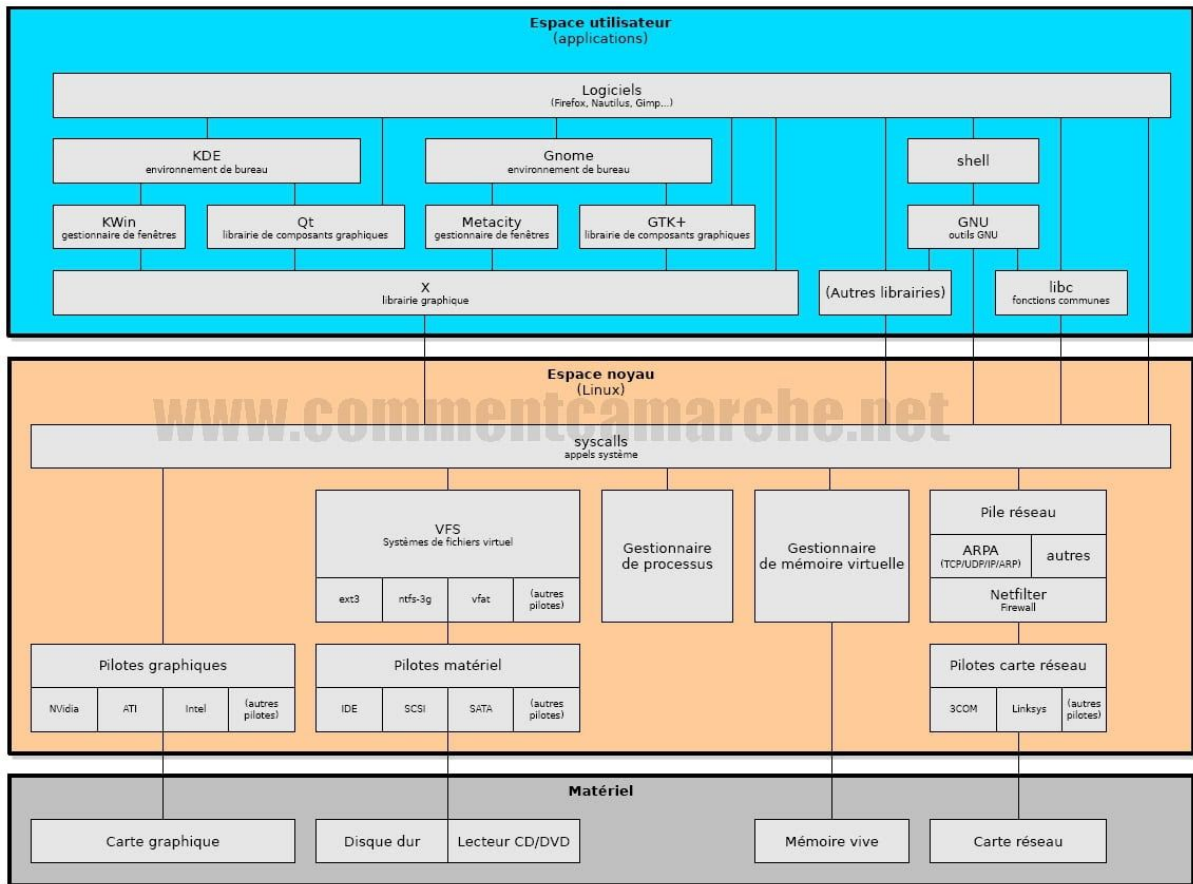 Espace utilisateur
(applications)
Logiciels
(Firefox, Nautilus, Gimp...)
KDE
environnement de bureau
Gnome
environnement de bureau
shell
KWin
gestionnaire de fenêtres
Qt
librairie de composants graphiques
Metacity
gestionnaire de fenêtres
GTK+
librairie de composants graphiques
GNU
outils GNU
X
librairie graphique
(Autres librairies)
libc
fonctions communes
Espace noyau
(Linux)
www.commentcamarche.net
syscalls
appels système
VFS
Systèmes de fichiers virtuel
ext3
ntfs-3g
vfat
(autres
pilotes)
Gestionnaire
de processus
Gestionnaire
de mémoire virtuelle
Pile réseau
ARPA
(TCP/UDP/IP/ARP)
autres
Netfilter
Firewall
Pilotes graphiques
NVidia
ATI
Intel
(autres
pilotes)
Pilotes matériel
IDE
SCSI
SATA
(autres
pilotes)
Pilotes carte réseau
3COM
Linksys
(autres
pilotes)
Matériel
Carte graphique
Disque dur
Lecteur CD/DVD
Mémoire vive
Carte réseau